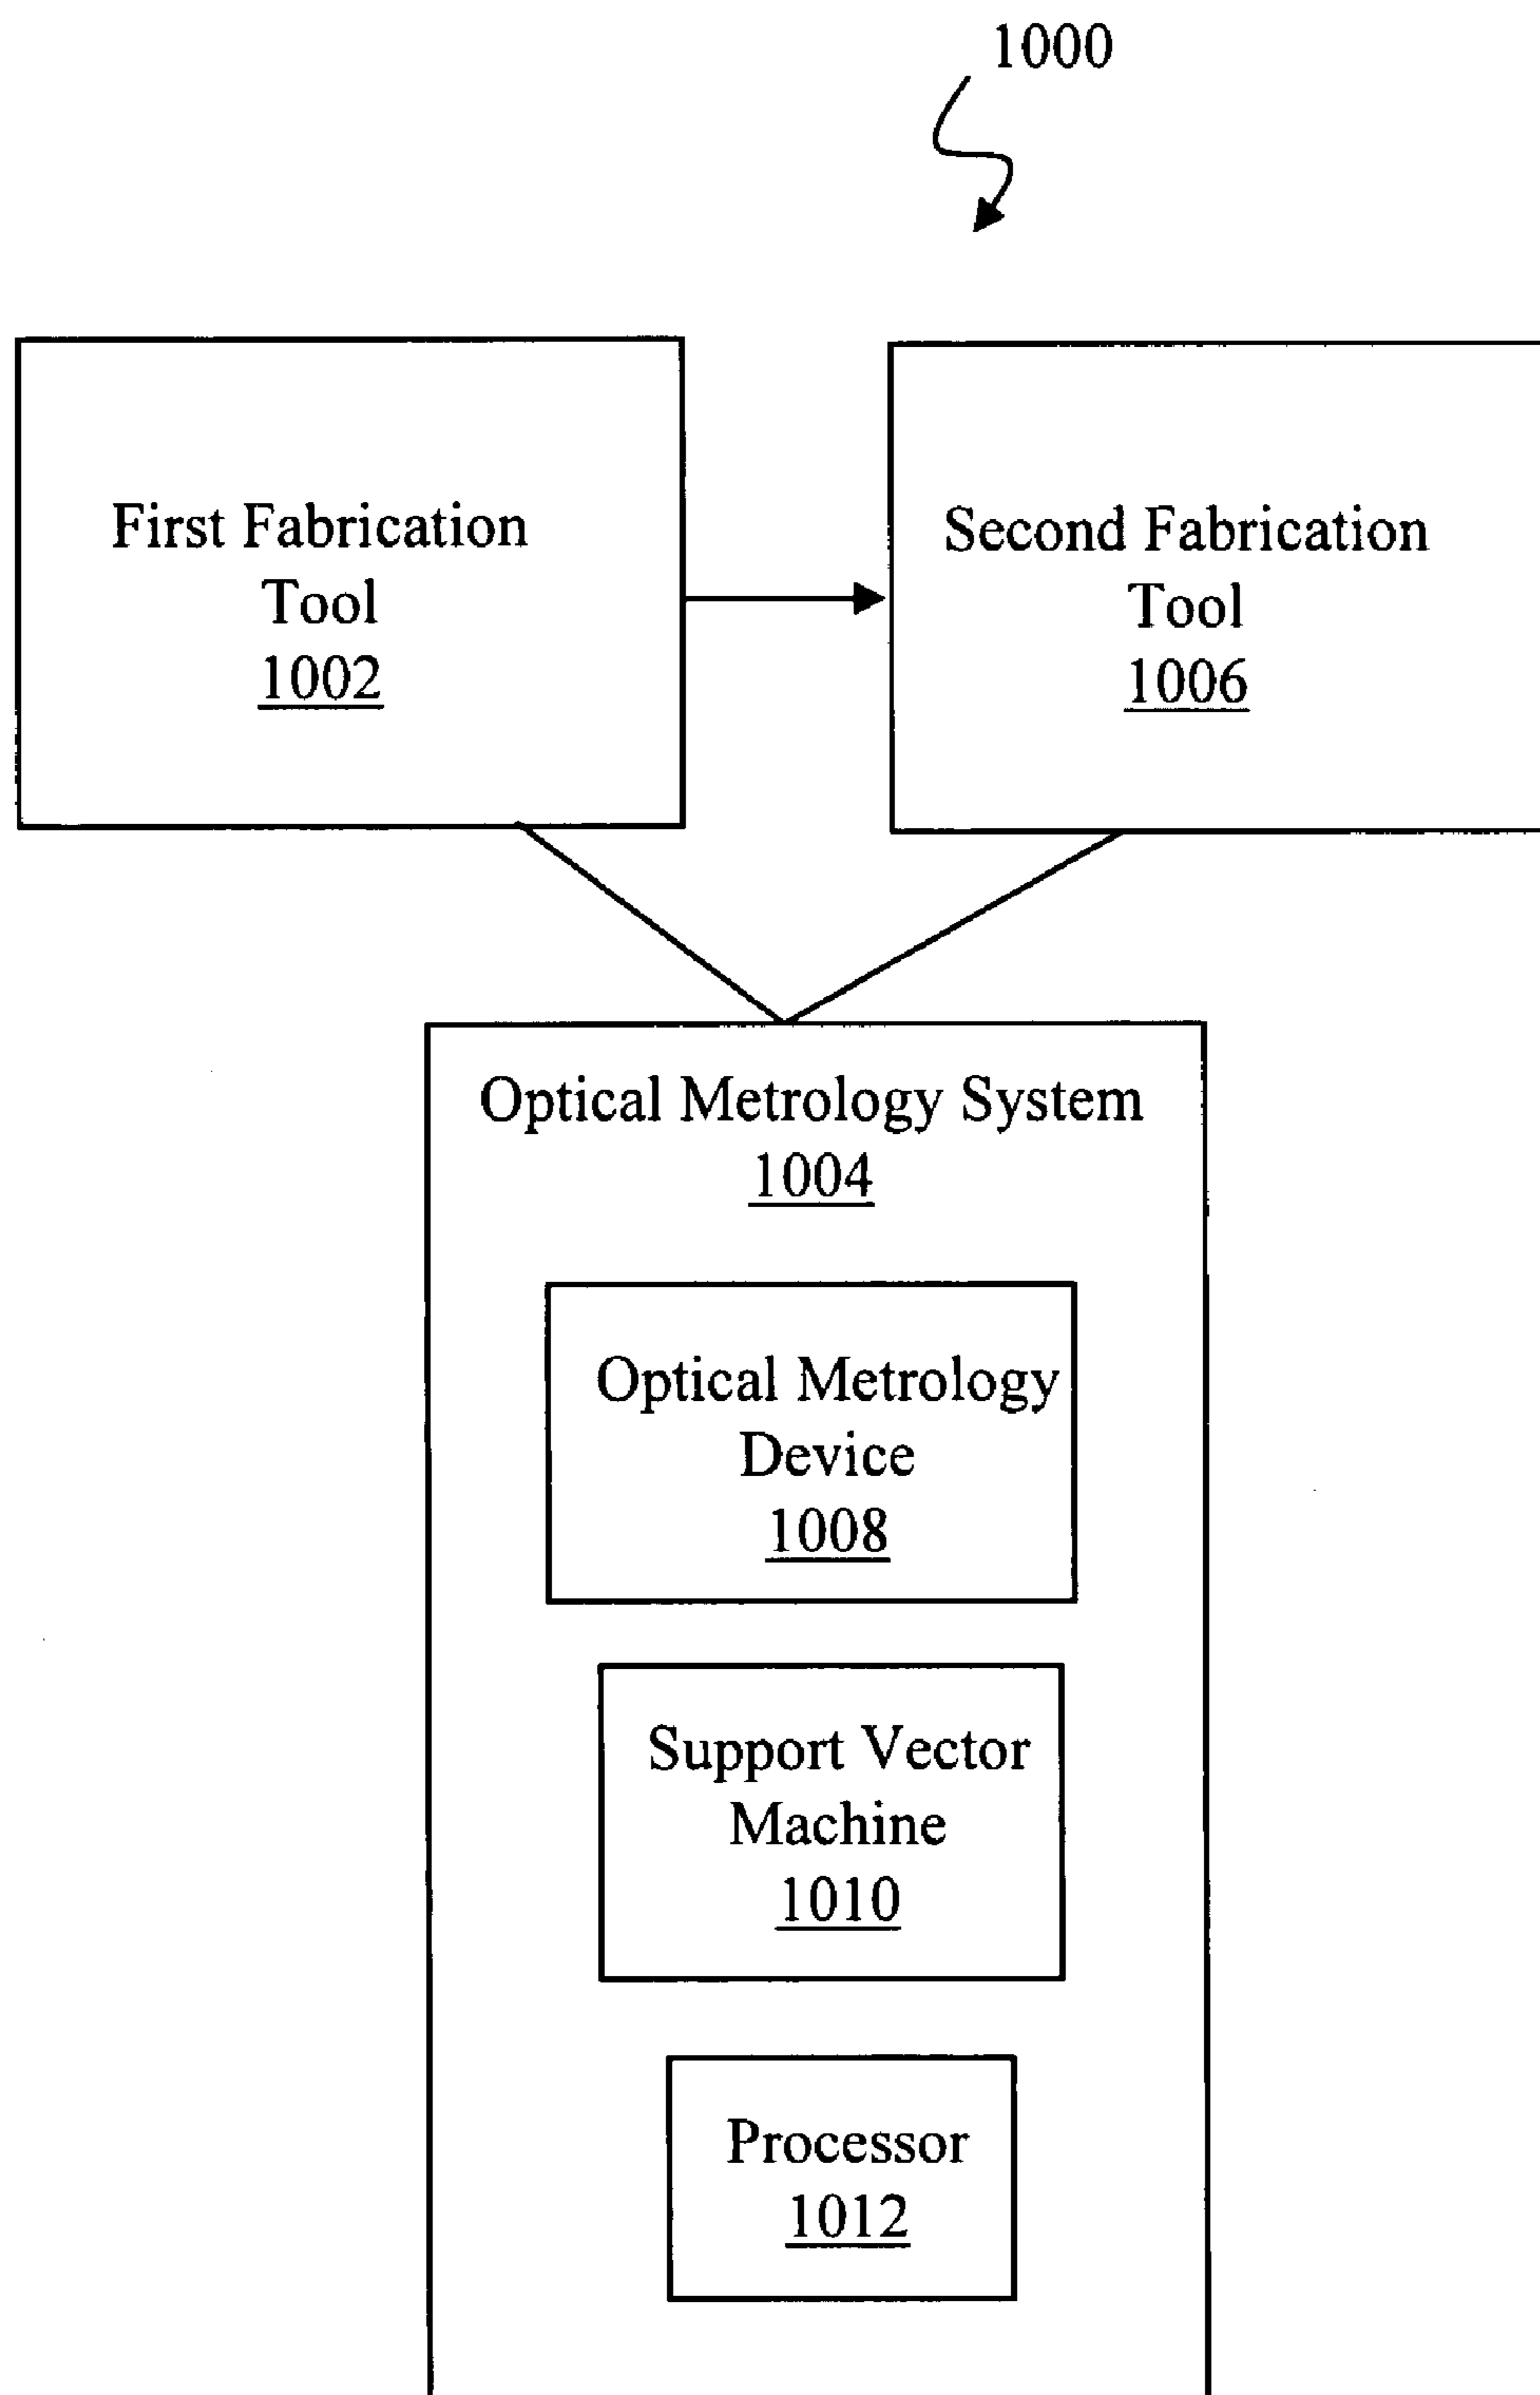 1000
First Fabrication
Tool
1002
Second Fabrication
Tool
1006
Optical Metrology System
1004
Optical Metrology
Device
1008
Support Vector
Machine
1010
Processor
1012